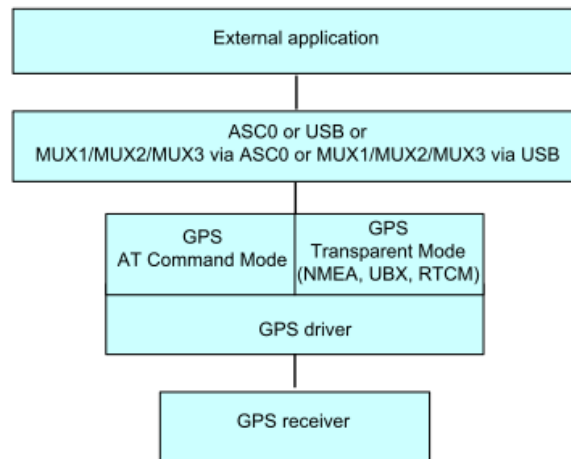 External application
ASC0 or USB or
MUX1/MUX2/MUX3 via ASC0 or MUX1/MUX2/MUX3 via USB
GPS
AT Command Mode
GPS
Transparent Mode
(NMEA, UBX, RTCM)
GPS driver
GPS receiver